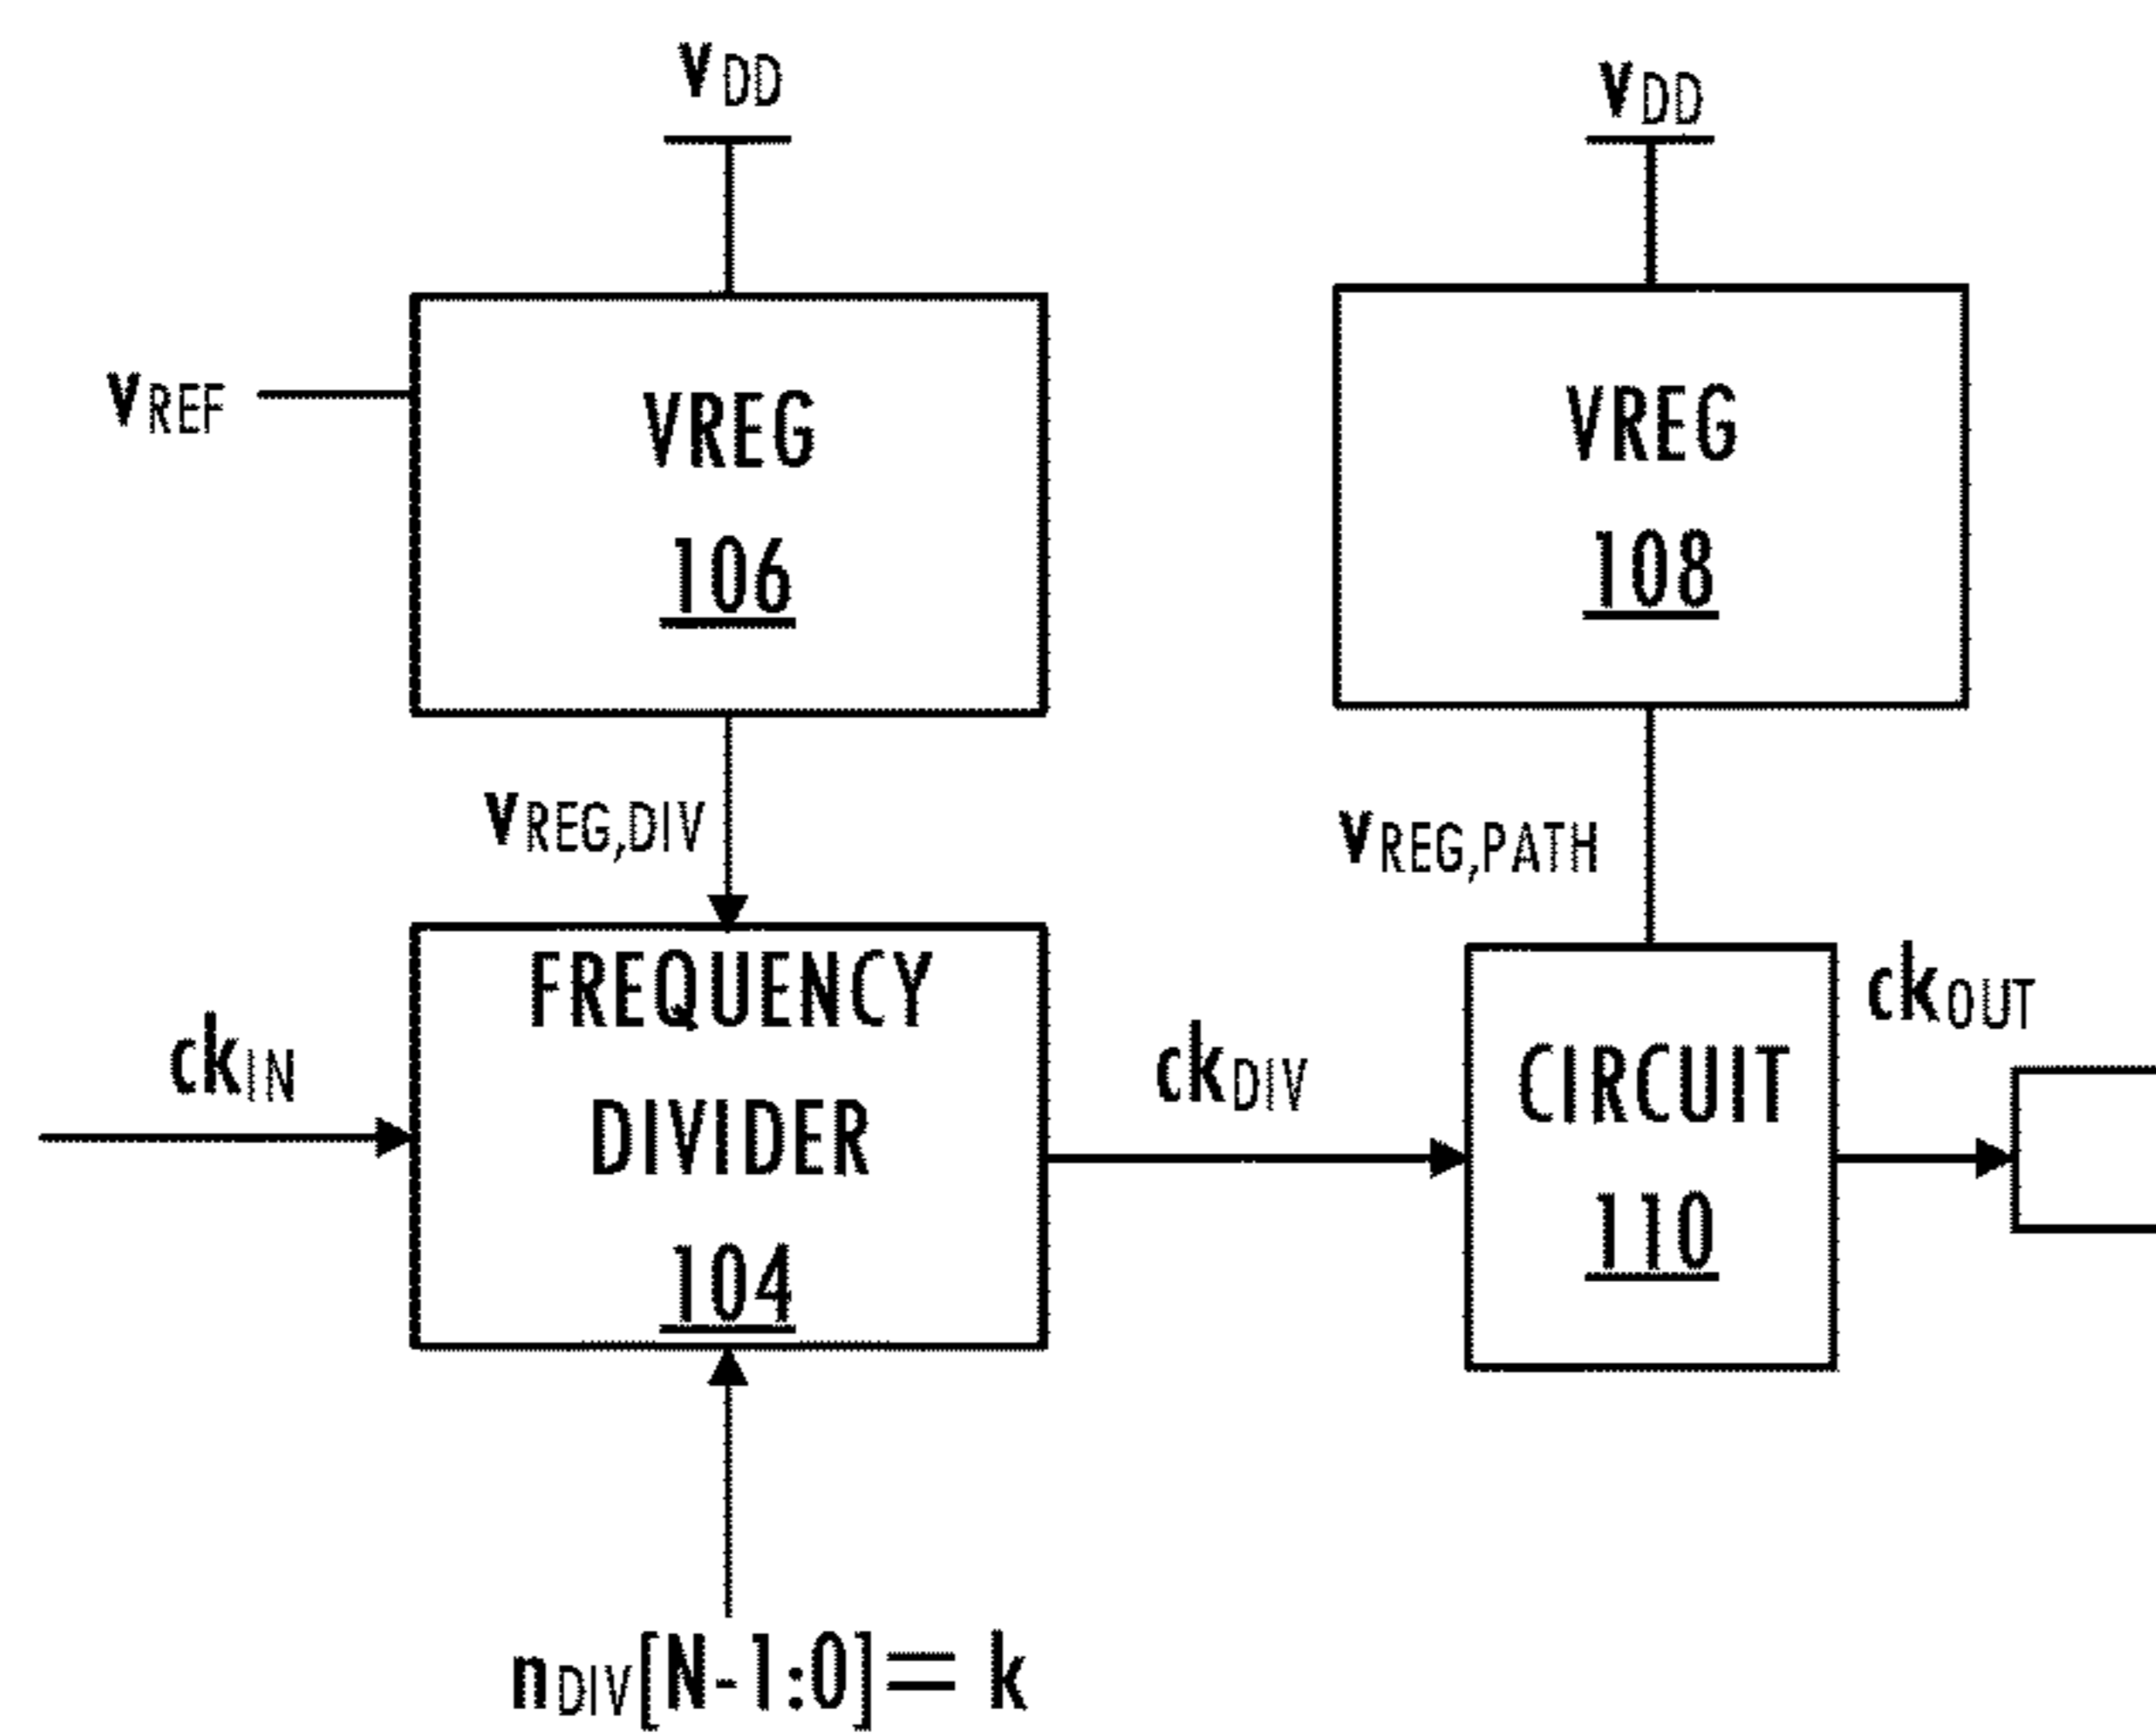 vDD
vDD
vREF
VREG
106
VREG
108
vREG,DIV
vREG,PATH
ckIN
FREQUENCY
DIVIDER
104
ckDIV
CIRCUIT
110
ckOUT
nDIV[N-1:0]= k